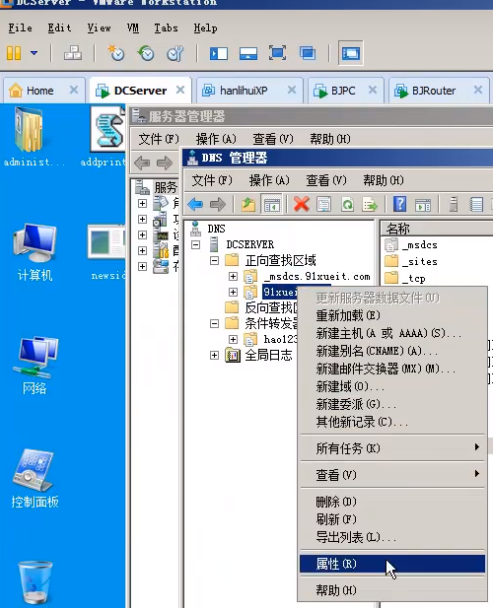 DCServer - VMware Workstation
File Edit View VM Tabs Help
Home × DCServer × hanlihuiXP × BJPC × BJRouter ×
服务器管理器
文件(F) 操作(A) 查看(V) 帮助(H)
DNS 管理器
文件(F) 操作(A) 查看(V) 帮助(H)
administ...
addprint
计算机
newsid
网络
控制面板
服务
DNS
DCSERVER
正向查找区域
_msdcs.91xueit.com
91xuei
反向查找区
条件转发器
hao123
全局日志
名称
_msdcs
_sites
_tcp
更新服务器数据文件(U)
重新加载(E)
新建主机(A 或 AAAA)(S)...
新建别名(CNAME)(A)...
新建邮件交换器(MX)(M)...
新建域(O)...
新建委派(G)...
其他新记录(C)...
所有任务(K)
查看(V)
删除(D)
刷新(F)
导出列表(L)...
属性(R)
帮助(H)